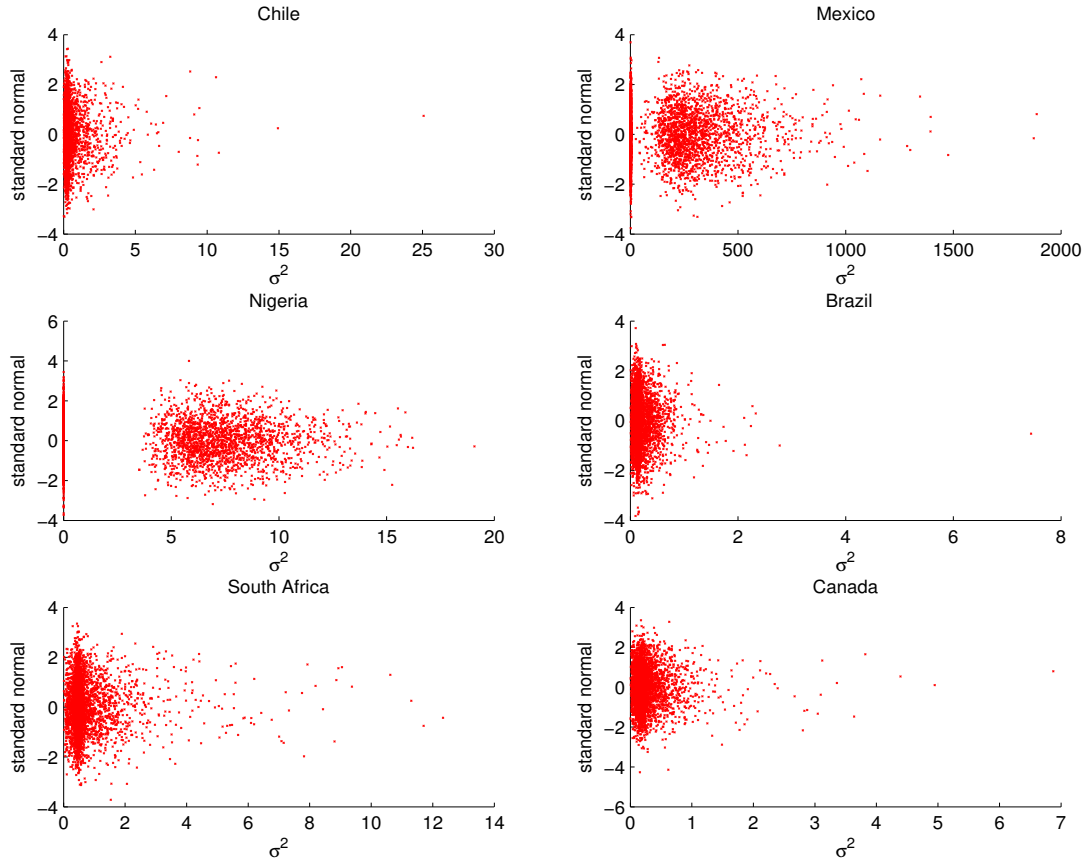 Chile
4
2
0
−2
−4
standard normal
0 5 10 15 20 25 30
σ²
Mexico
4
2
0
−2
−4
standard normal
0 500 1000 1500 2000
σ²
Nigeria
6
4
2
0
−2
−4
standard normal
0 5 10 15 20
σ²
Brazil
4
2
0
−2
−4
standard normal
0 2 4 6 8
σ²
South Africa
4
2
0
−2
−4
standard normal
0 2 4 6 8 10 12 14
σ²
Canada
4
2
0
−2
−4
−6
standard normal
0 1 2 3 4 5 6 7
σ²